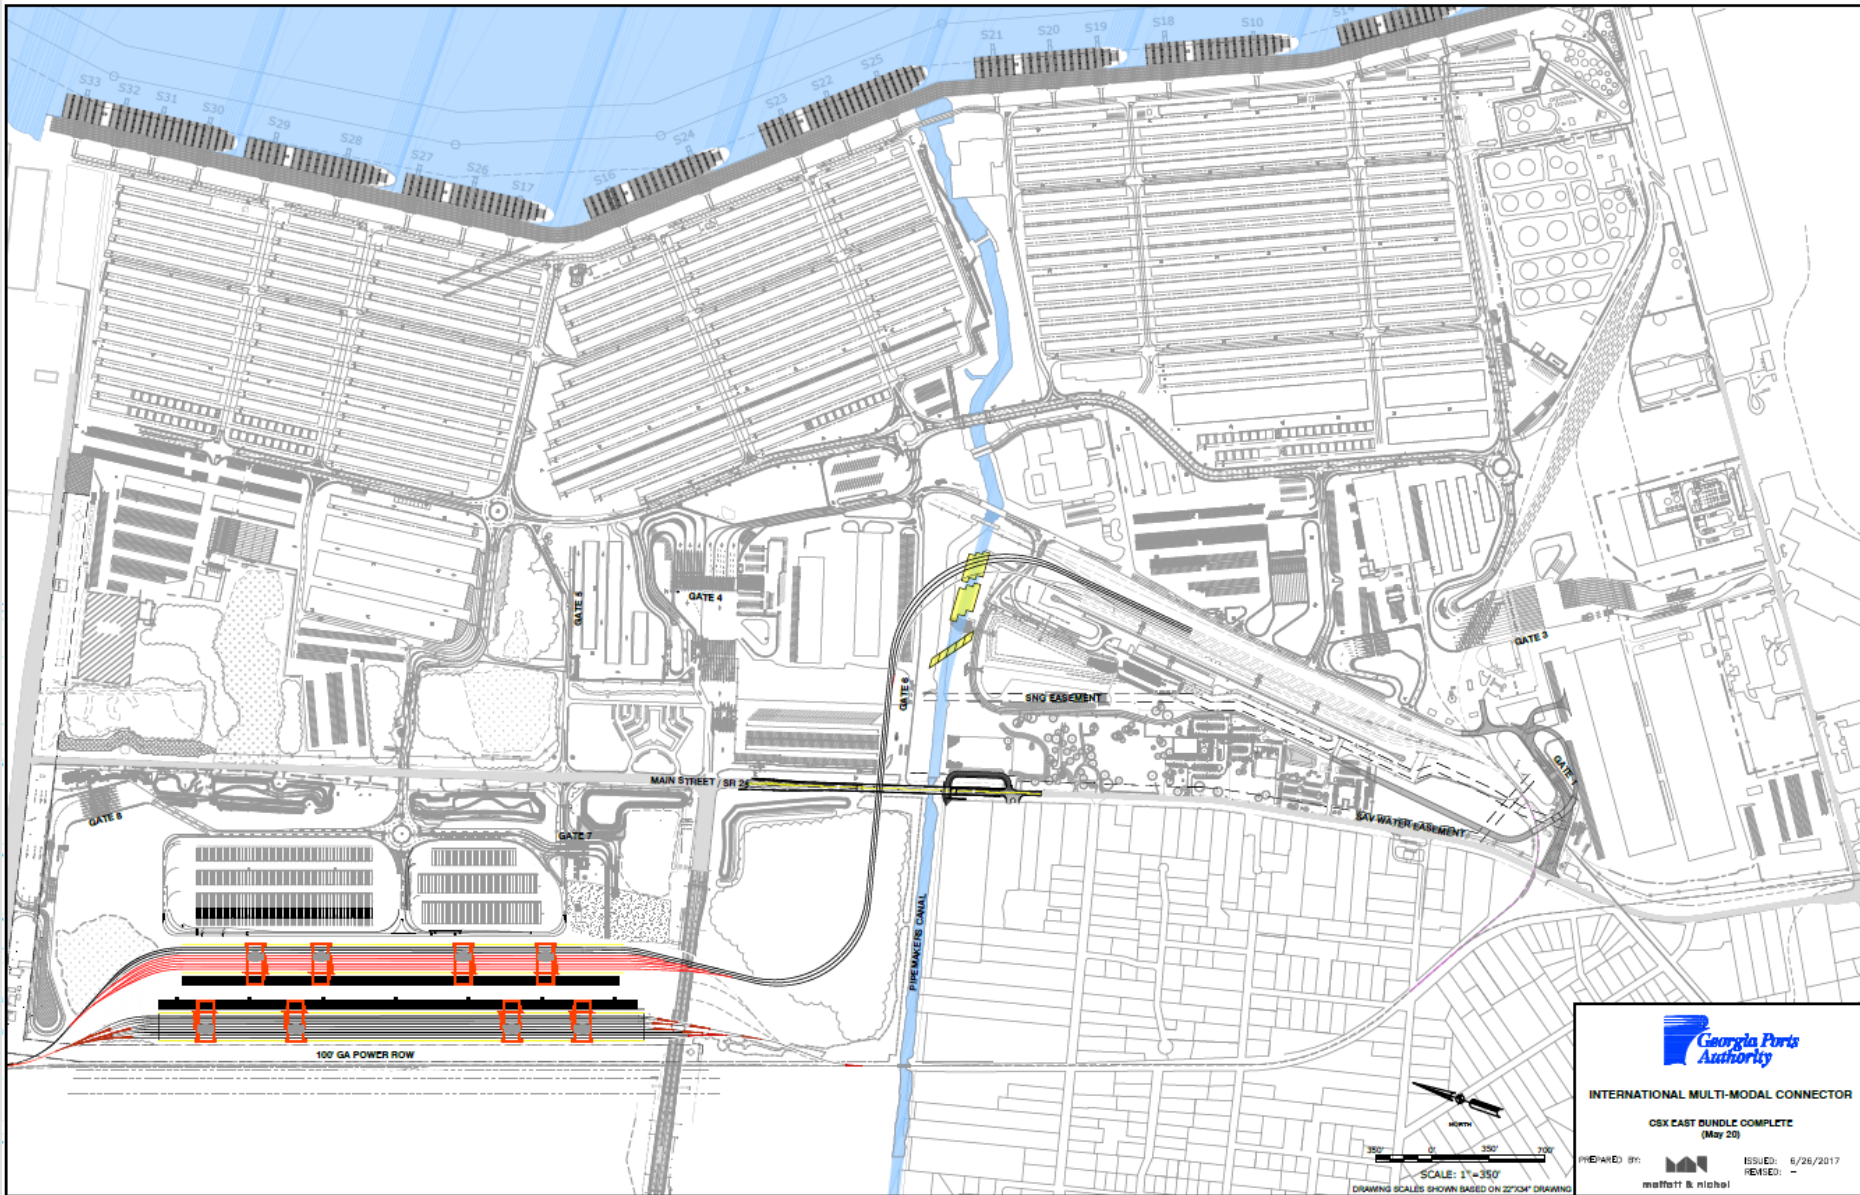 S33
S32
S31
S30
S29
S28
S27
S26
S17
S16
S24
S23
S22
S25
S21
S20
S19
S18
S10
S14
GATE 5
GATE 4
GATE 3
GATE 6
SNG EASEMENT
MAIN STREET / SR 25
GATE 1
GATE 8
GATE 7
SAV WATER EASEMENT
PIPEMAKERS CANAL
100' GA POWER ROW
NORTH
350' 0' 350' 700'
SCALE: 1"=350'
DRAWING SCALES SHOWN BASED ON 22"X34" DRAWING
Georgia Ports
Authority
INTERNATIONAL MULTI-MODAL CONNECTOR
CSX EAST BUNDLE COMPLETE
(May 20)
PREPARED BY:
moffatt & nichol
ISSUED: 6/26/2017
REVISED: –